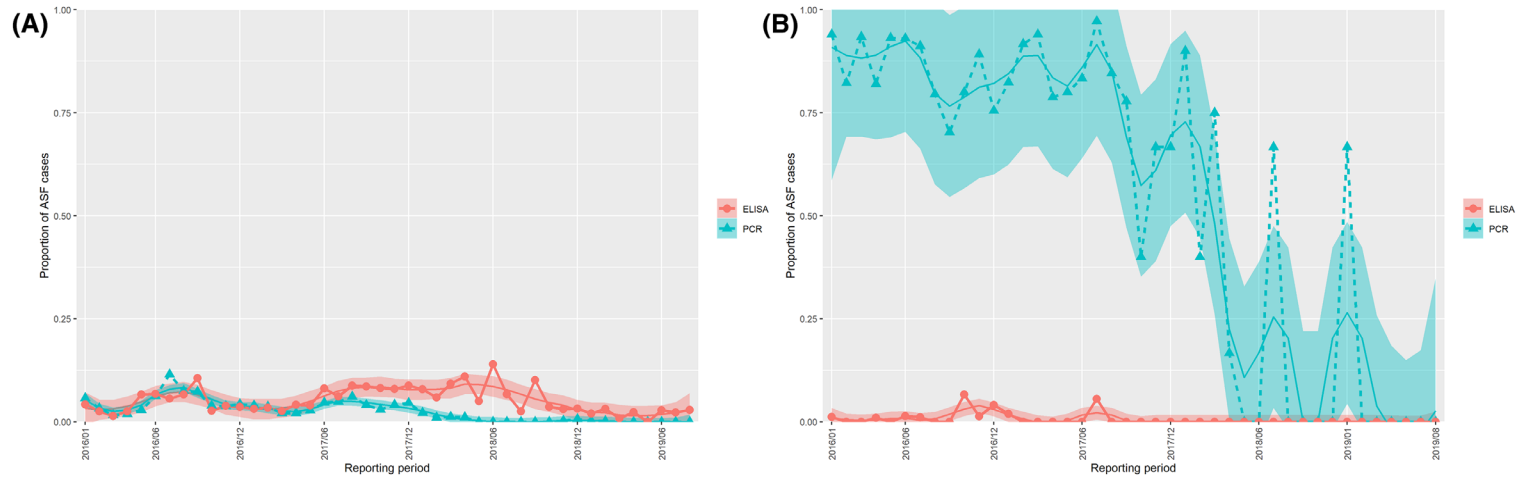 (A)
Proportion of ASF cases
1.00
0.75
0.50
0.25
0.00
2016/01
2016/06
2016/12
2017/06
2017/12
2018/06
2018/12
2019/06
Reporting period
ELISA
PCR
(B)
Proportion of ASF cases
1.00
0.75
0.50
0.25
0.00
2016/01
2016/06
2016/12
2017/06
2017/12
2018/06
2019/01
2019/08
Reporting period
ELISA
PCR